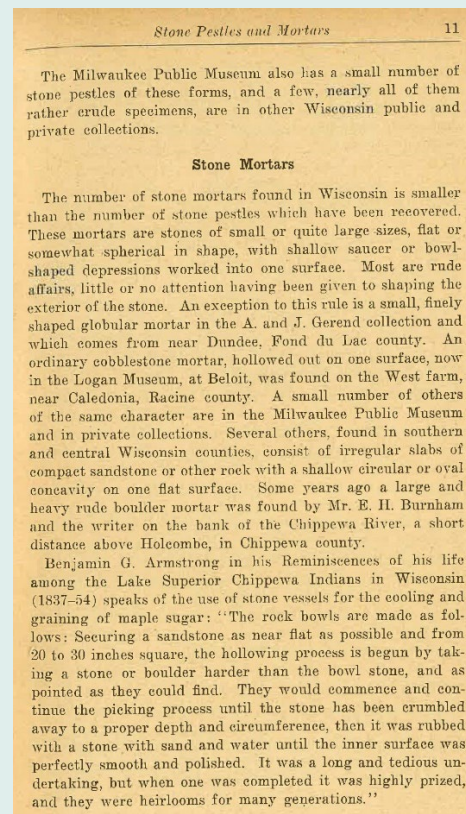 Stone Pestles and Mortars 11
The Milwaukee Public Museum also has a small number of
stone pestles of these forms, and a few, nearly all of them
rather crude specimens, are in other Wisconsin public and
private collections.
Stone Mortars
The number of stone mortars found in Wisconsin is smaller
than the number of stone pestles which have been recovered.
These mortars are stones of small or quite large sizes, flat or
somewhat spherical in shape, with shallow saucer or bowl-
shaped depressions worked into one surface. Most are rude
affairs, little or no attention having been given to shaping the
exterior of the stone. An exception to this rule is a small, finely
shaped globular mortar in the A. and J. Gerend collection and
which comes from near Dundee, Fond du Lac county. An
ordinary cobblestone mortar, hollowed out on one surface, now
in the Logan Museum, at Beloit, was found on the West farm,
near Caledonia, Racine county. A small number of others
of the same character are in the Milwaukee Public Museum
and in private collections. Several others, found in southern
and central Wisconsin counties, consist of irregular slabs of
compact sandstone or other rock with a shallow circular or oval
concavity on one flat surface. Some years ago a large and
heavy rude boulder mortar was found by Mr. E. H. Burnham
and the writer on the bank of the Chippewa River, a short
distance above Holcombe, in Chippewa county.
Benjamin G. Armstrong in his Reminiscences of his life
among the Lake Superior Chippewa Indians in Wisconsin
(1837–54) speaks of the use of stone vessels for the cooling and
graining of maple sugar: "The rock bowls are made as fol-
lows: Securing a sandstone as near flat as possible and from
20 to 30 inches square, the hollowing process is begun by tak-
ing a stone or boulder harder than the bowl stone, and as
pointed as they could find. They would commence and con-
tinue the picking process until the stone has been crumbled
away to a proper depth and circumference, then it was rubbed
with a stone with sand and water until the inner surface was
perfectly smooth and polished. It was a long and tedious un-
dertaking, but when one was completed it was highly prized,
and they were heirlooms for many generations."